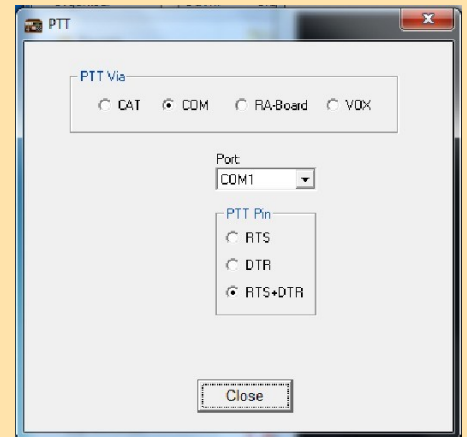 PTT
PTT Via
CAT COM RA-Board VOX
Port:
COM1
PTT Pin
RTS
DTR
RTS+DTR
Close